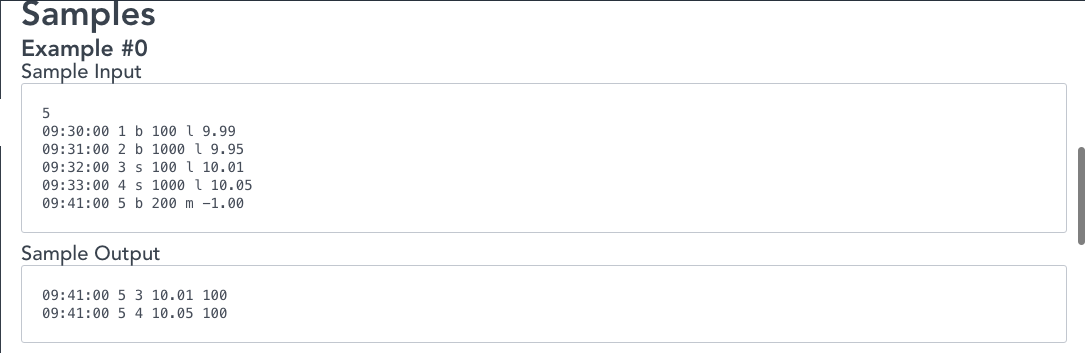 Samples
Example #0
Sample Input
5
09:30:00 1 b 100 l 9.99
09:31:00 2 b 1000 l 9.95
09:32:00 3 s 100 l 10.01
09:33:00 4 s 1000 l 10.05
09:41:00 5 b 200 m -1.00
Sample Output
09:41:00 5 3 10.01 100
09:41:00 5 4 10.05 100